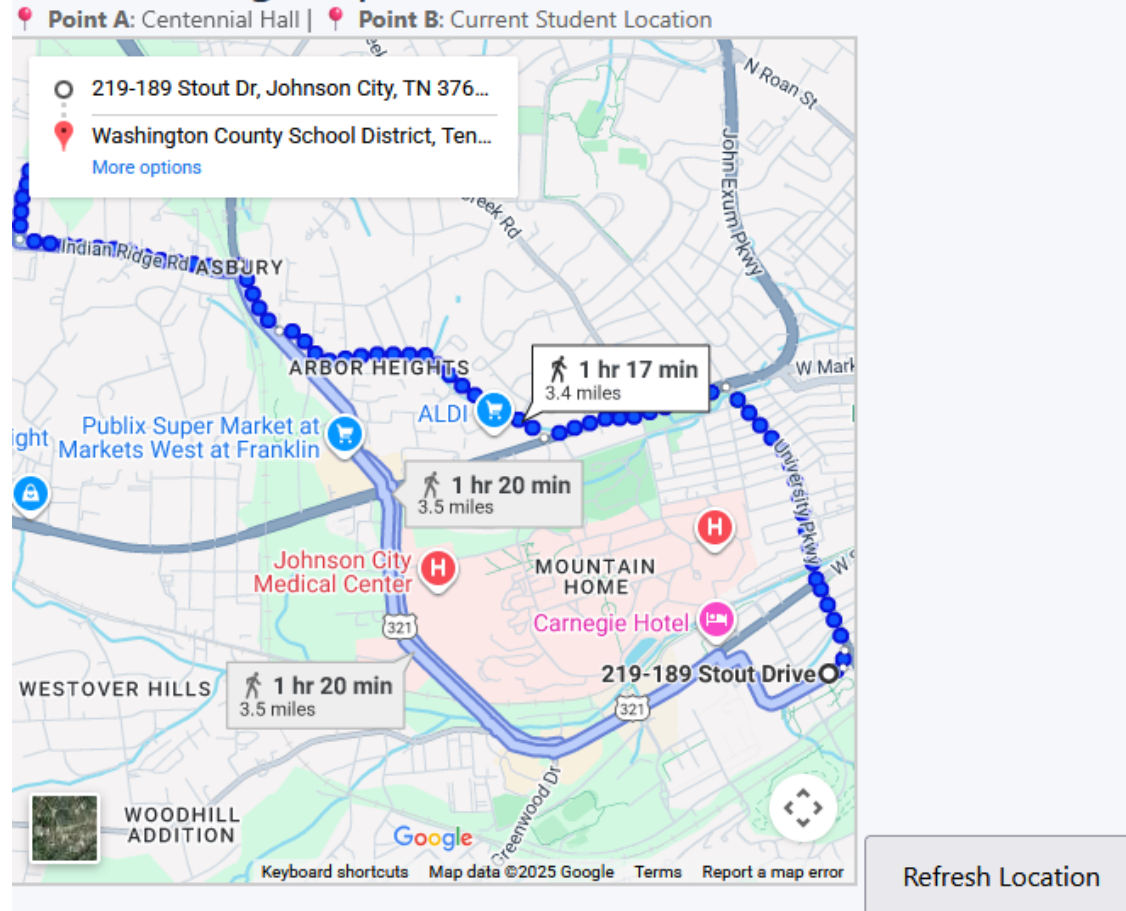 Point A: Centennial Hall | Point B: Current Student Location
219-189 Stout Dr, Johnson City, TN 376...
Washington County School District, Ten...
More options
N Roan St
John Exum Pkwy
reek Rd
Indian Ridge Rd
ASBURY
ARBOR HEIGHTS
1 hr 17 min
3.4 miles
W Mark
ALDI
Publix Super Market at
Markets West at Franklin
ight
1 hr 20 min
3.5 miles
University Pkwy
H
Johnson City
Medical Center
H
MOUNTAIN
HOME
W S
Carnegie Hotel
321
219-189 Stout Drive
WESTOVER HILLS
1 hr 20 min
3.5 miles
321
Greenwood Dr
WOODHILL
ADDITION
Google
Keyboard shortcuts Map data ©2025 Google Terms Report a map error
Refresh Location